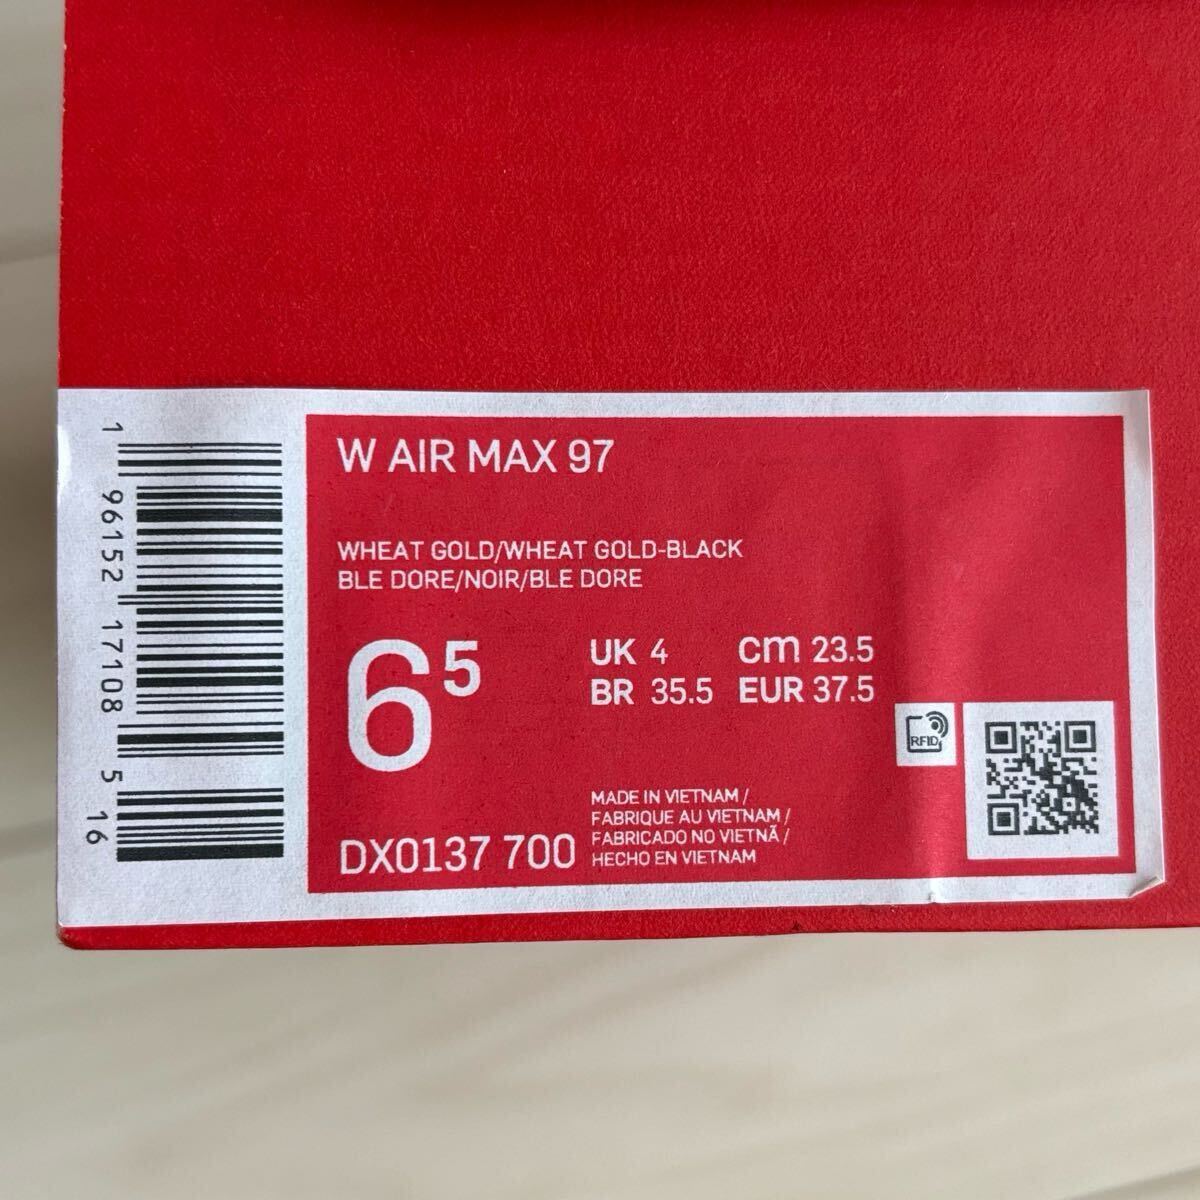 W AIR MAX 97
WHEAT GOLD/WHEAT GOLD-BLACK
BLE DORE/NOIR/BLE DORE
6 5
UK 4 cm 23.5
BR 35.5 EUR 37.5
RFID
MADE IN VIETNAM /
FABRIQUE AU VIETNAM /
FABRICADO NO VIETNÃ /
HECHO EN VIETNAM
DX0137 700
1 96152 17108 5 16